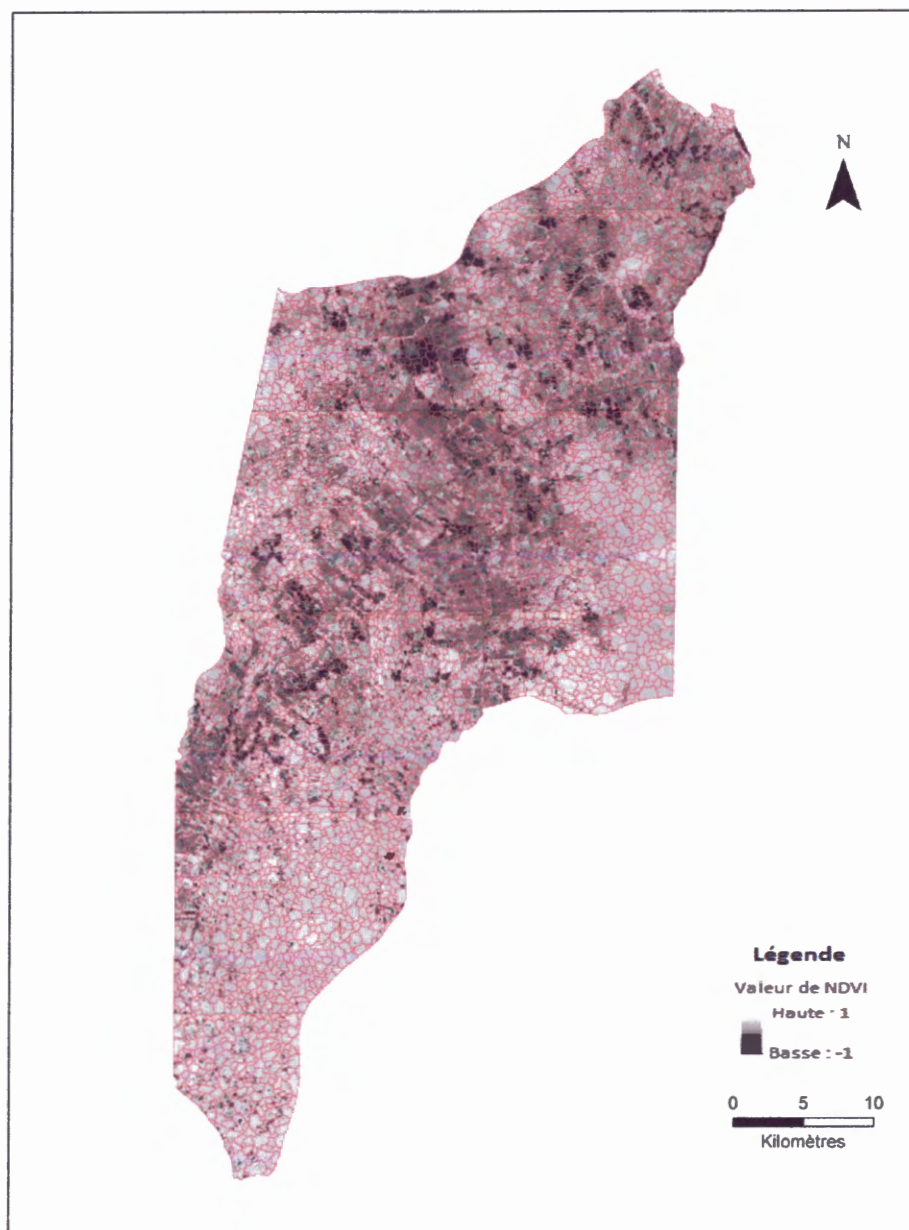 N
Légende
Valeur de NDVI
Haute : 1
Basse : -1
0 5 10
Kilomètres